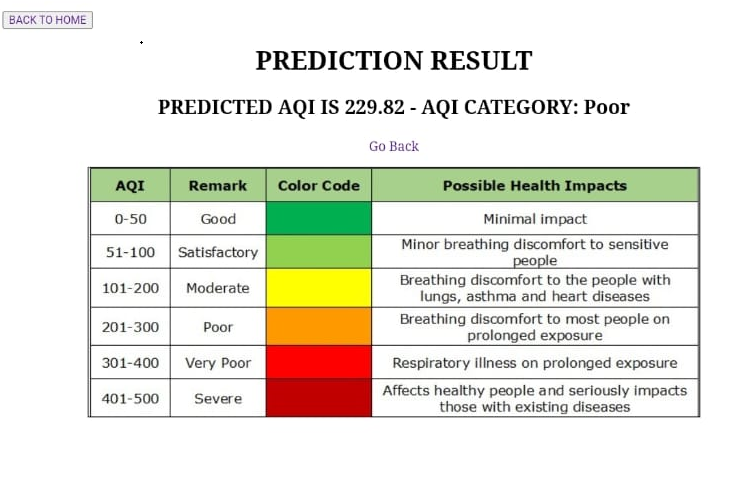 BACK TO HOME
PREDICTION RESULT
PREDICTED AQI IS 229.82 - AQI CATEGORY: Poor
Go Back
AQI Remark Color Code Possible Health Impacts
0-50 Good Minimal impact
51-100 Satisfactory Minor breathing discomfort to sensitive
people
101-200 Moderate Breathing discomfort to the people with
lungs, asthma and heart diseases
201-300 Poor Breathing discomfort to most people on
prolonged exposure
301-400 Very Poor Respiratory illness on prolonged exposure
401-500 Severe Affects healthy people and seriously impacts
those with existing diseases